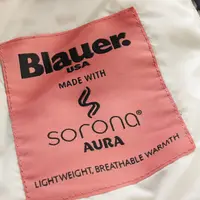 Blauer.
USA
MADE WITH
sorona®
AURA
LIGHTWEIGHT, BREATHABLE WARMTH